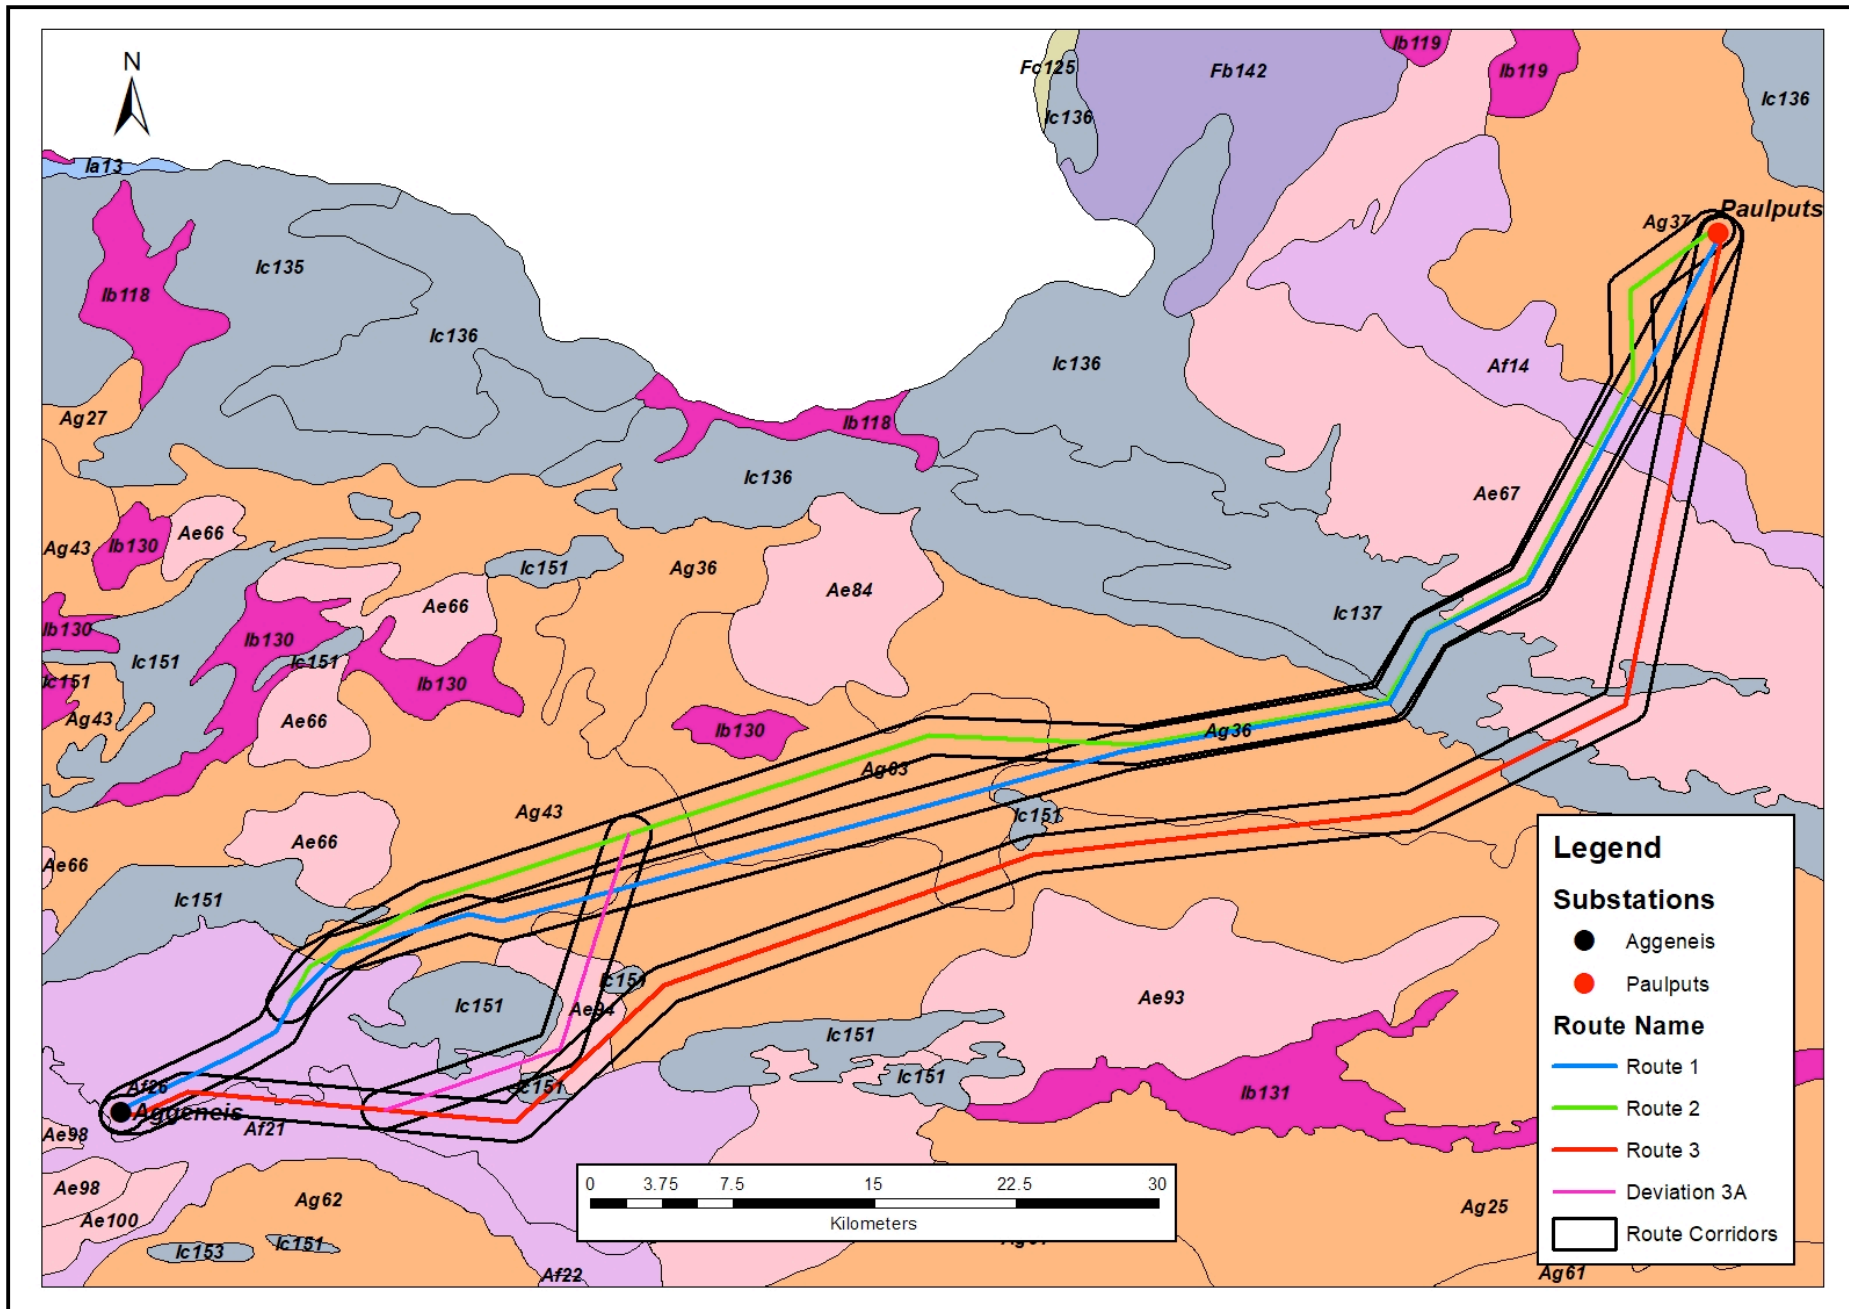 N
Ib119
Fc125
Fb142
Ib119
Ic136
Ic136
Ia13
Paulputs
Ag37
Ic135
Ib118
Ic136
Ic136
Af14
Ag27
Ib118
Ic136
Ae67
Ae66
Ib130
Ag43
Ic151
Ag36
Ae84
Ae66
Ic137
Ib130
Ib130
Ic151
Ic151
Ic151
Ib130
Ag43
Ae66
Ib130
Ag36
Ag63
Ag43
Ic151
Ae66
Ae66
Ic151
Ic151
Ae93
Ic151
Ae94
Ic151
Ic151
Ib131
Af26
Ic151
Aggeneis
Af21
Ae98
Ae98
Ag62
Ag25
Ae100
Ic151
Ic153
Af22
Ag61
0 3.75 7.5 15 22.5 30
Kilometers
Legend
Substations
Aggeneis
Paulputs
Route Name
Route 1
Route 2
Route 3
Deviation 3A
Route Corridors